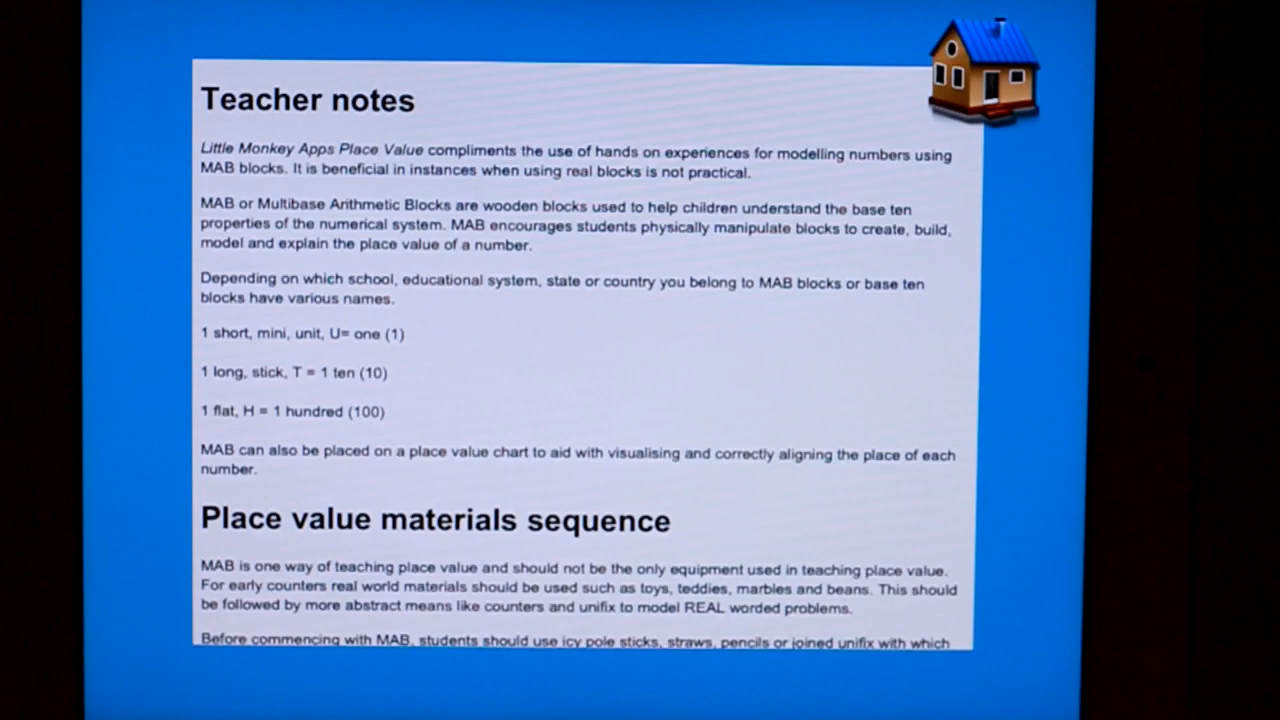 Teacher notes
Little Monkey Apps Place Value compliments the use of hands on experiences for modelling numbers using
MAB blocks. It is beneficial in instances when using real blocks is not practical.
MAB or Multibase Arithmetic Blocks are wooden blocks used to help children understand the base ten
properties of the numerical system. MAB encourages students physically manipulate blocks to create, build,
model and explain the place value of a number.
Depending on which school, educational system, state or country you belong to MAB blocks or base ten
blocks have various names.
1 short, mini, unit, U= one (1)
1 long, stick, T = 1 ten (10)
1 flat, H = 1 hundred (100)
MAB can also be placed on a place value chart to aid with visualising and correctly aligning the place of each
number.
Place value materials sequence
MAB is one way of teaching place value and should not be the only equipment used in teaching place value.
For early counters real world materials should be used such as toys, teddies, marbles and beans. This should
be followed by more abstract means like counters and unifix to model REAL worded problems.
Before commencing with MAB, students should use icy pole sticks, straws, pencils or joined unifix with which